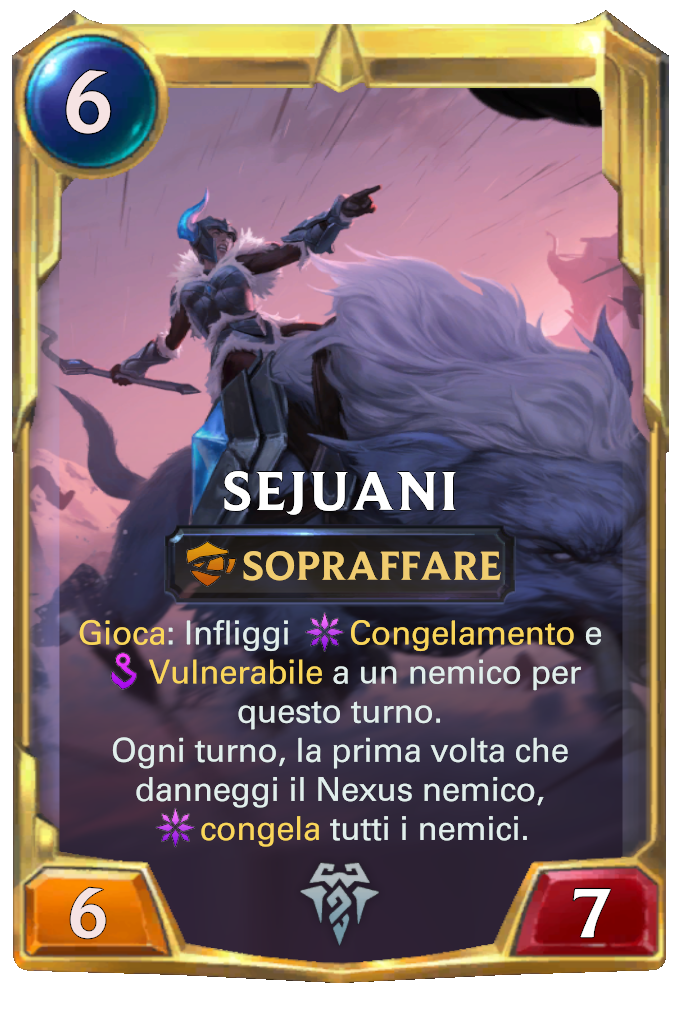 6
SEJUANI
SOPRAFFARE
Gioca: Infliggi Congelamento e
Vulnerabile a un nemico per
questo turno.
Ogni turno, la prima volta che
danneggi il Nexus nemico,
congela tutti i nemici.
6
7